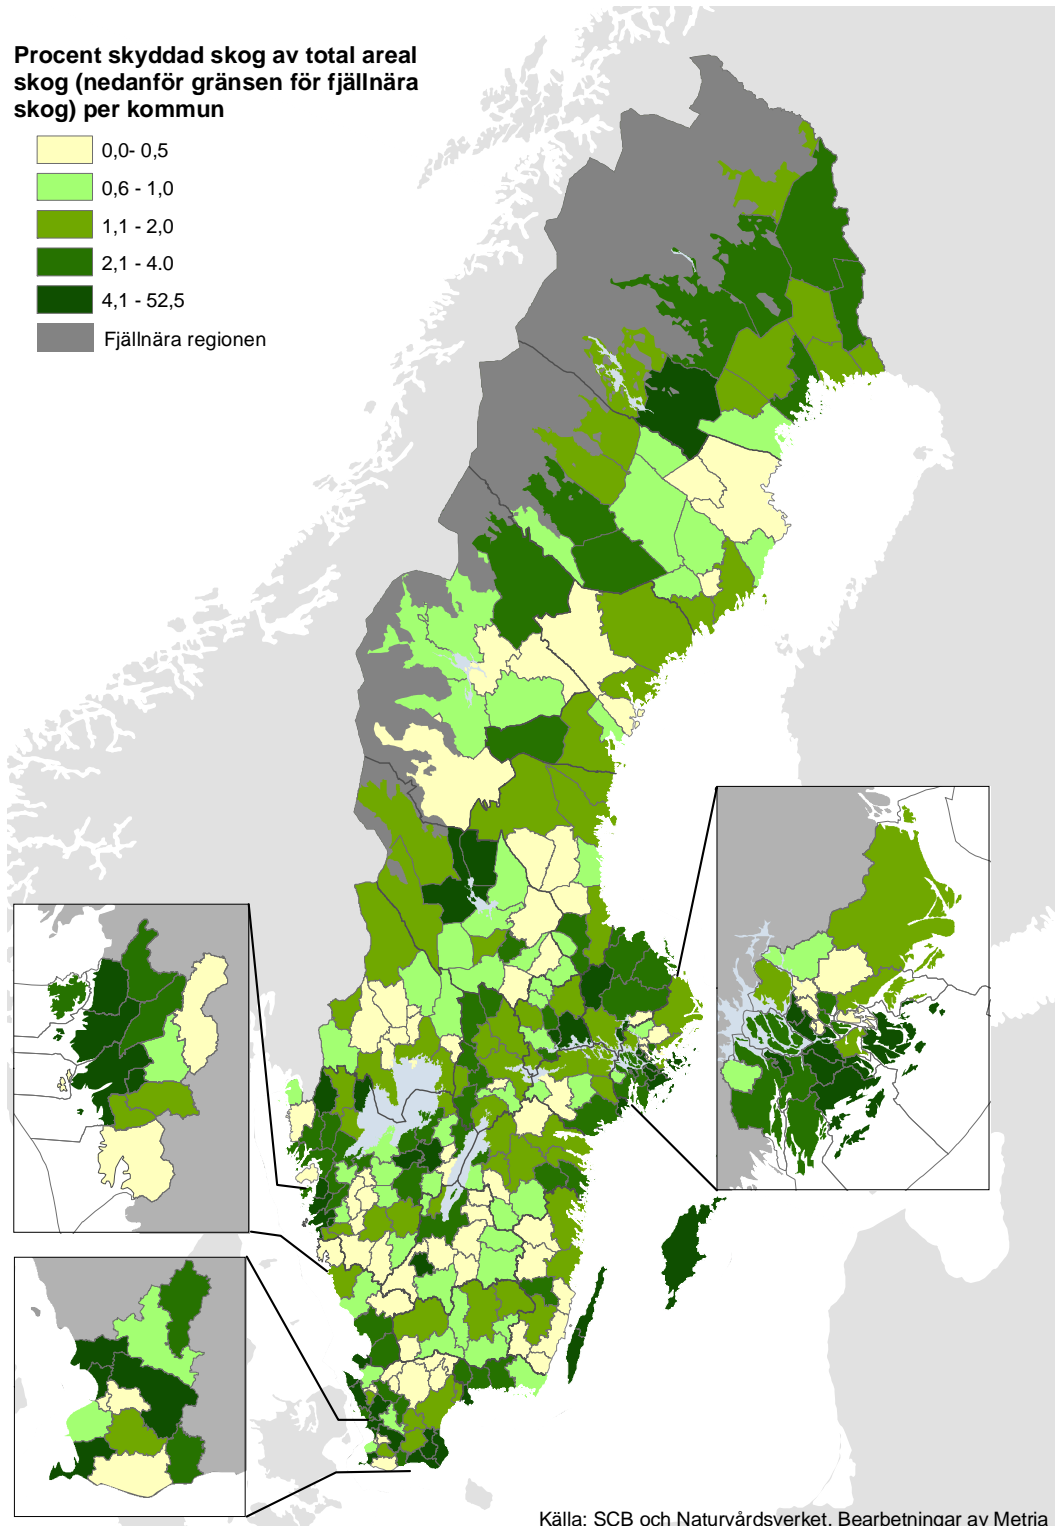 Procent skyddad skog av total areal
skog (nedanför gränsen för fjällnära
skog) per kommun
0,0- 0,5
0,6 - 1,0
1,1 - 2,0
2,1 - 4.0
4,1 - 52,5
Fjällnära regionen
Källa: SCB och Naturvårdsverket. Bearbetningar av Metria